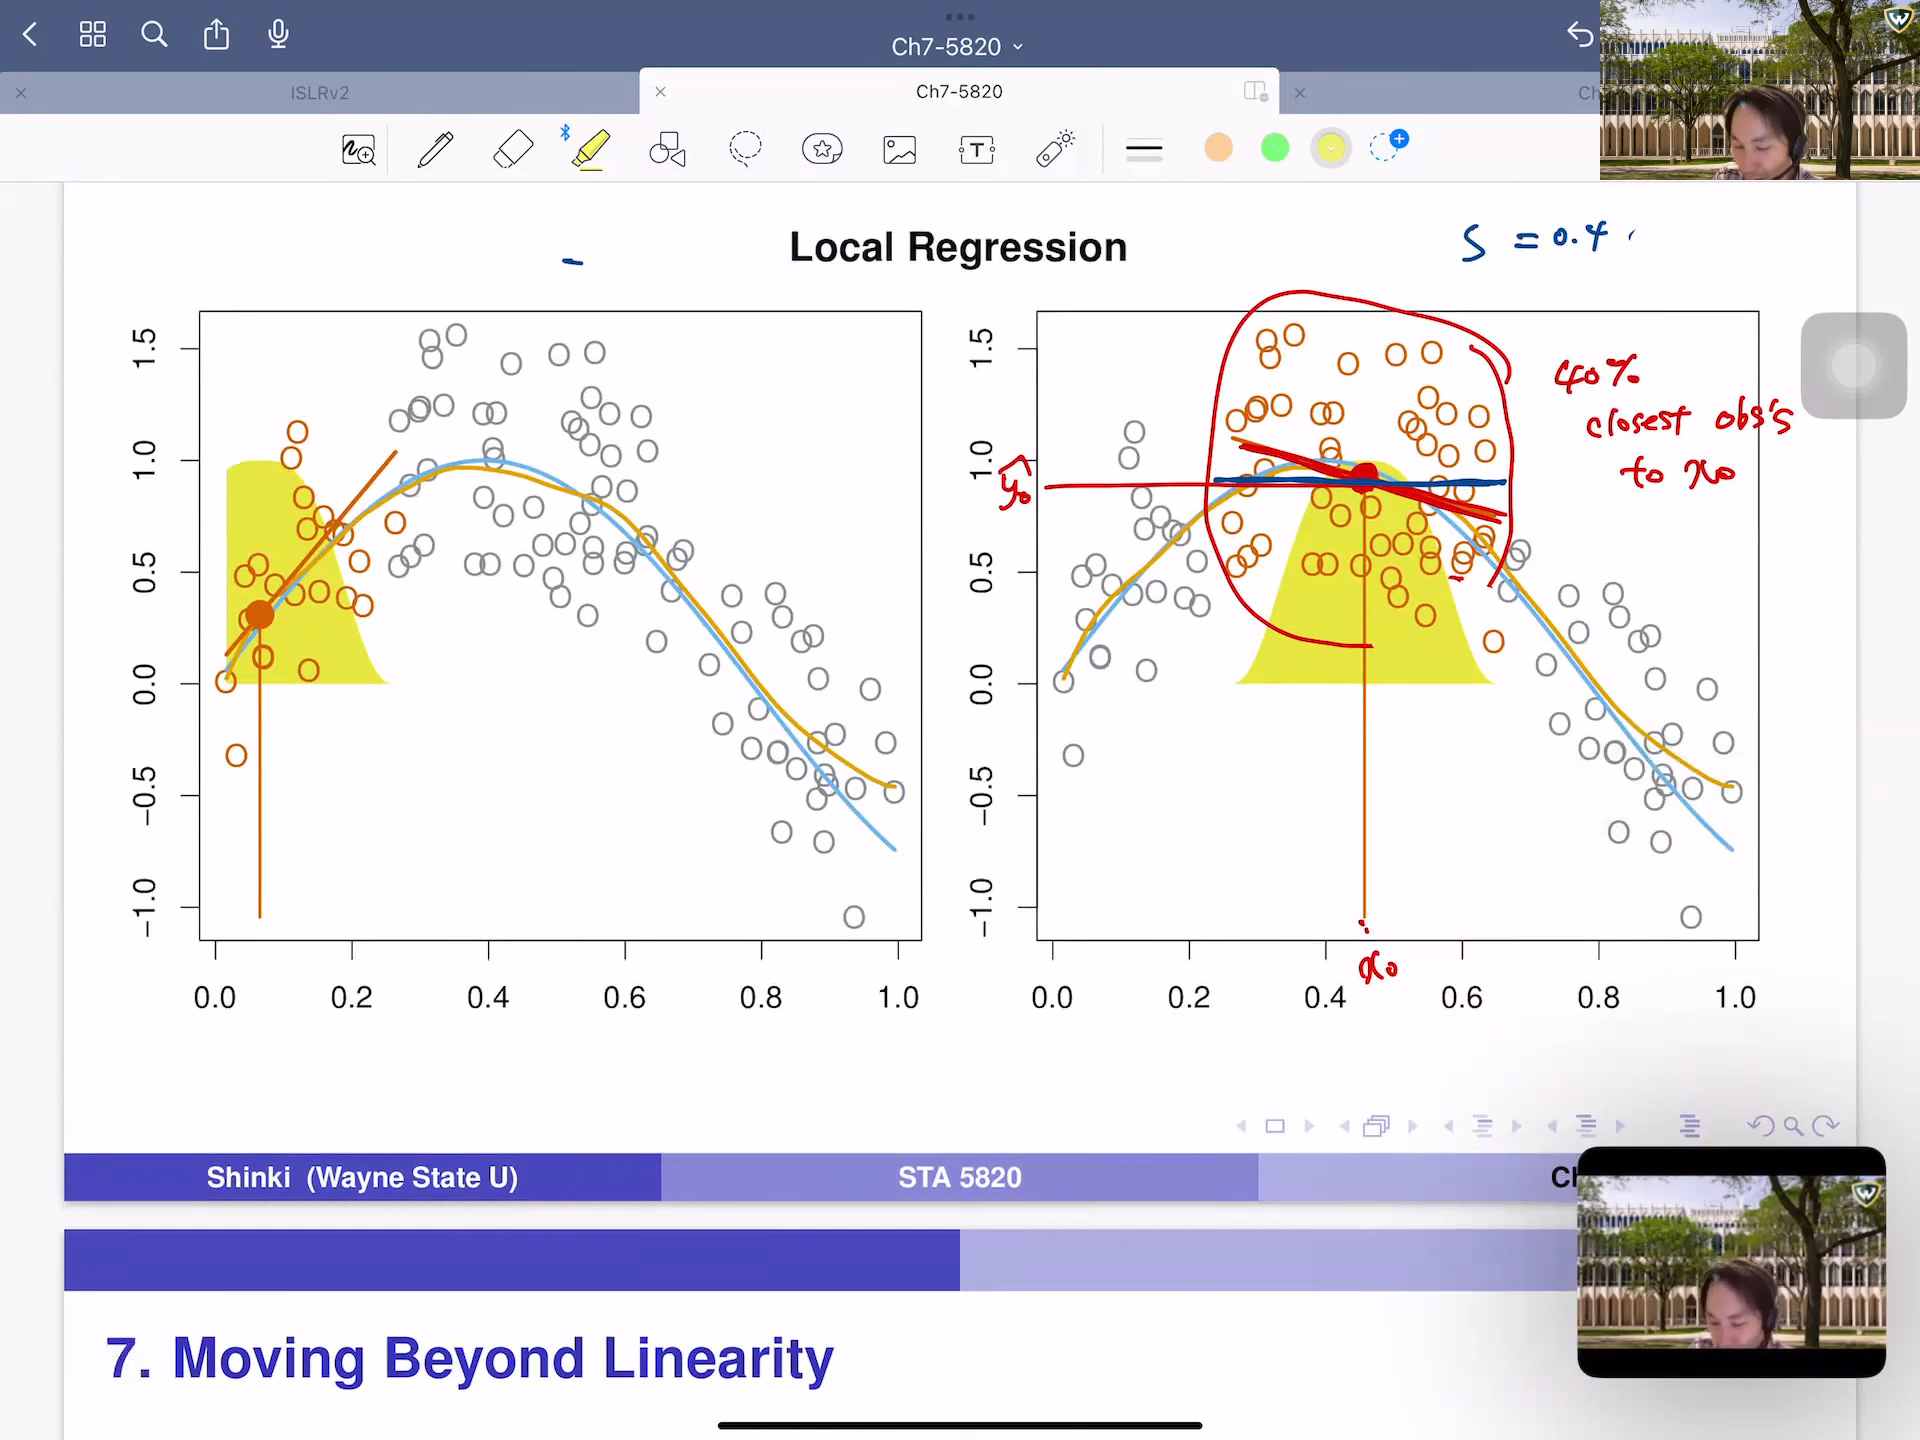 Ch7-5820
ISLRv2
Ch7-5820
Local Regression
S = 0.4
1.5
1.0
0.5
0.0
−0.5
−1.0
0.0 0.2 0.4 0.6 0.8 1.0
1.5
1.0
0.5
0.0
−0.5
−1.0
0.0 0.2 0.4 0.6 0.8 1.0
ŷ₀
x₀
40%
closest obs's
to x₀
Shinki (Wayne State U)
STA 5820
7. Moving Beyond Linearity